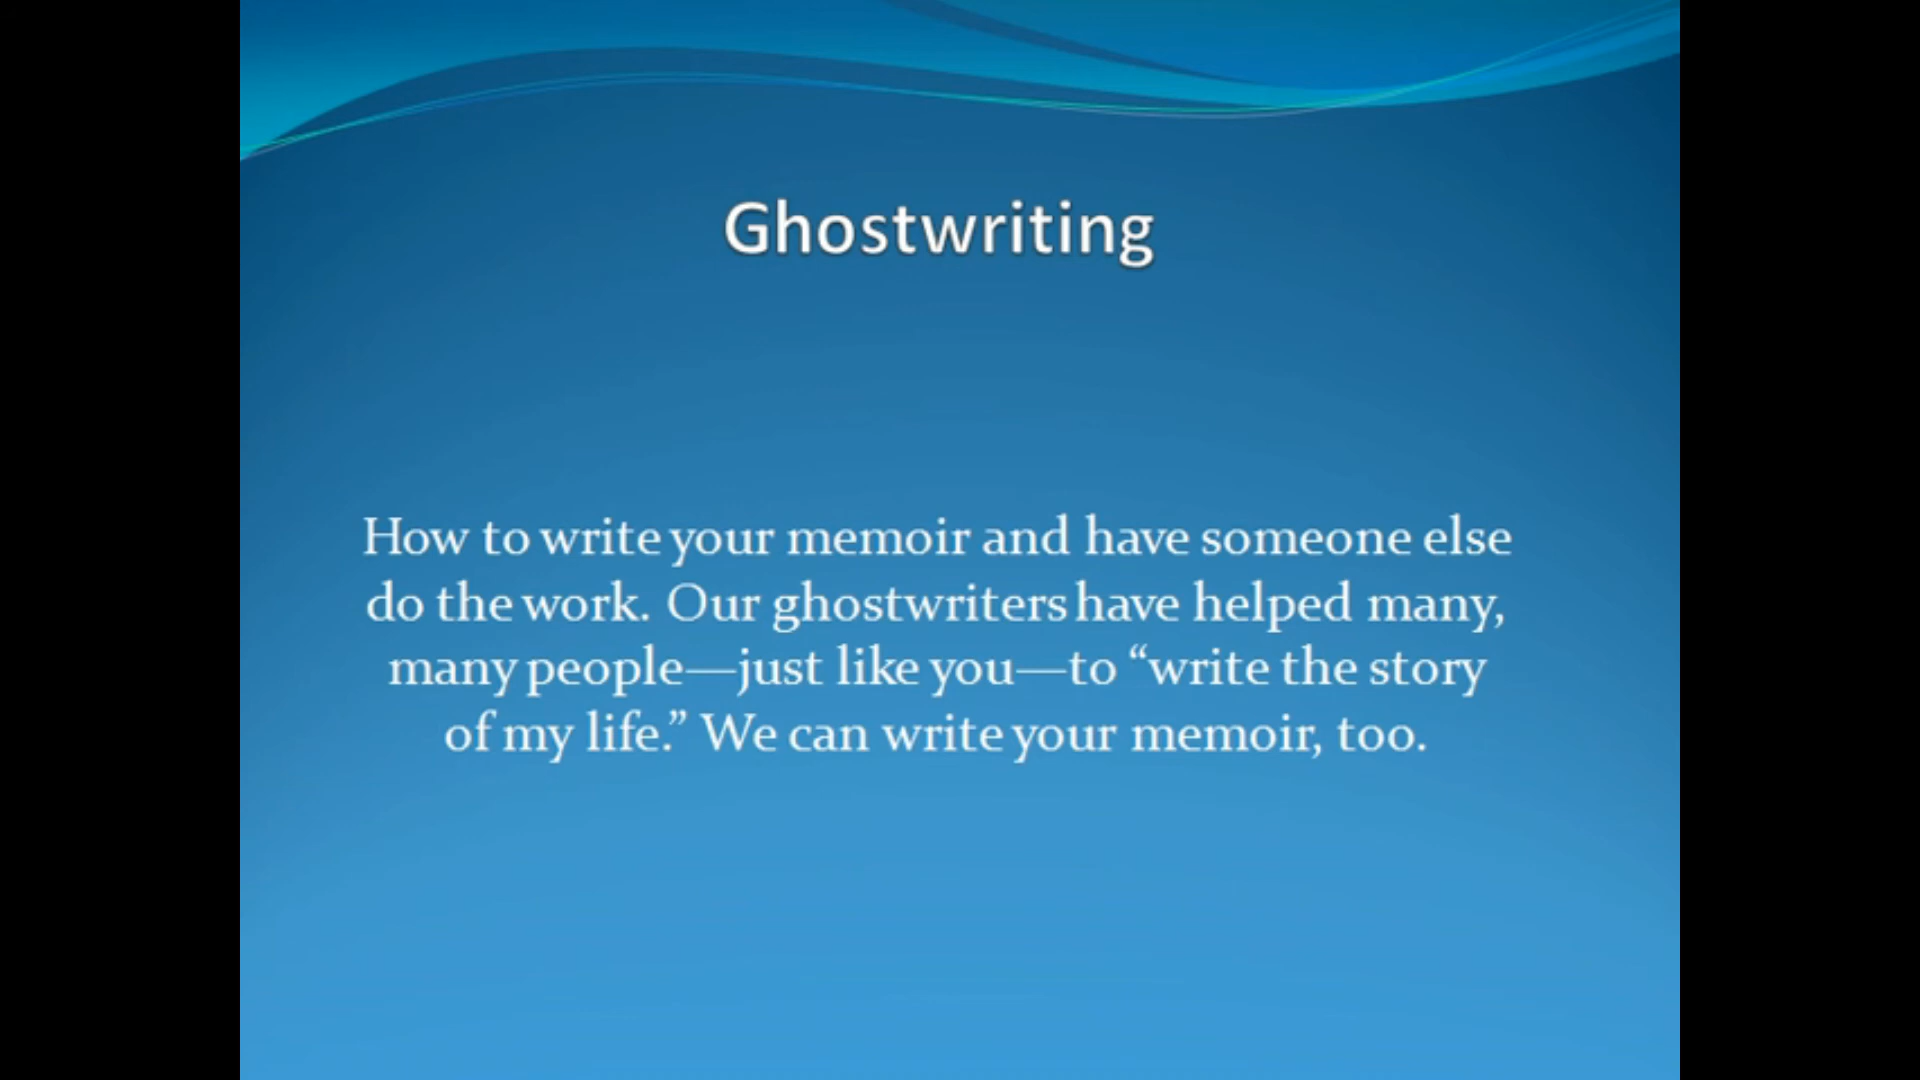 Ghostwriting
How to write your memoir and have someone else
do the work. Our ghostwriters have helped many,
many people—just like you—to “write the story
of my life.” We can write your memoir, too.